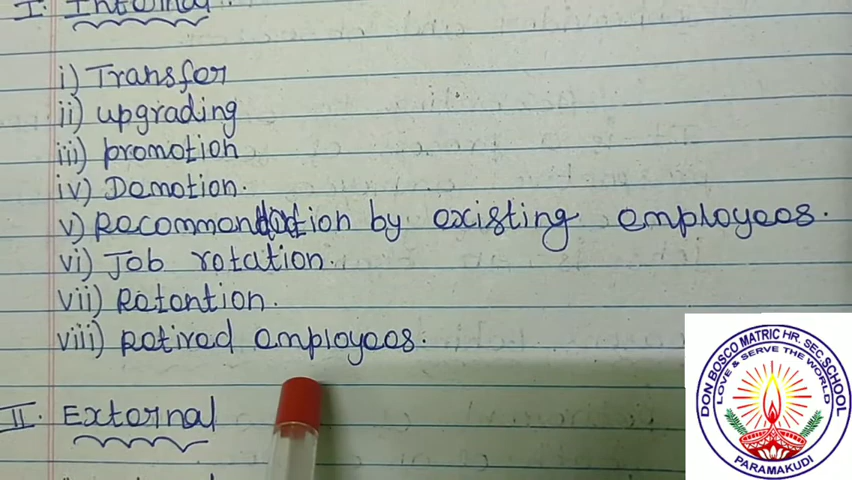 I. Internal.
i) Transfer
ii) upgrading
iii) promotion
iv) Demotion.
v) Recommendation by existing employees.
vi) Job rotation.
vii) Retention.
viii) Retired employees.
II. External
DON BOSCO MATRIC HR. SEC. SCHOOL
LOVE & SERVE THE WORLD
PARAMAKUDI